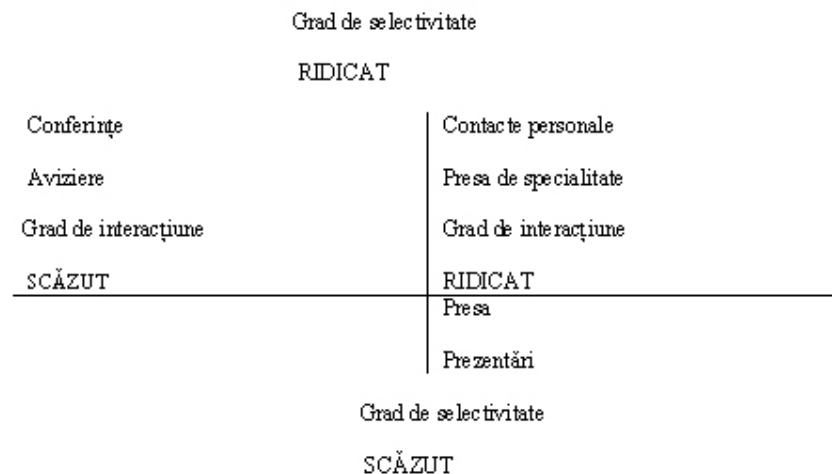 Grad de selectivitate
RIDICAT
Conferințe
Contacte personale
Aviziere
Presa de specialitate
Grad de interacțiune
Grad de interacțiune
SCĂZUT
RIDICAT
Presa
Prezentări
Grad de selectivitate
SCĂZUT